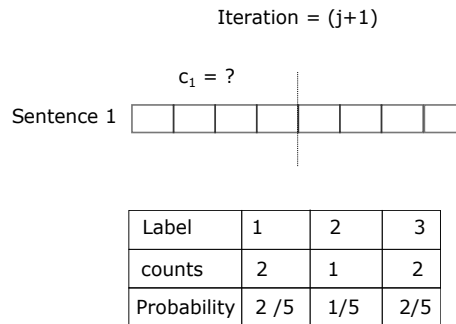 Iteration = (j+1)
c₁ = ?
Sentence 1
Label 1 2 3
counts 2 1 2
Probability 2 /5 1/5 2/5